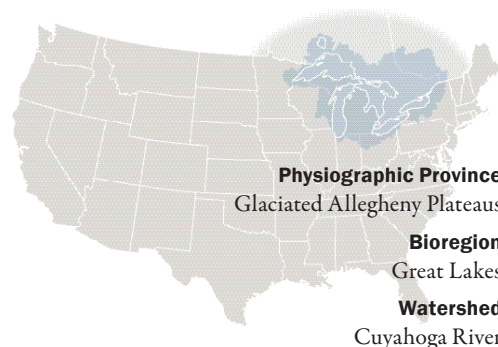 Physiographic Province
Glaciated Allegheny Plateaus
Bioregion
Great Lakes
Watershed
Cuyahoga River